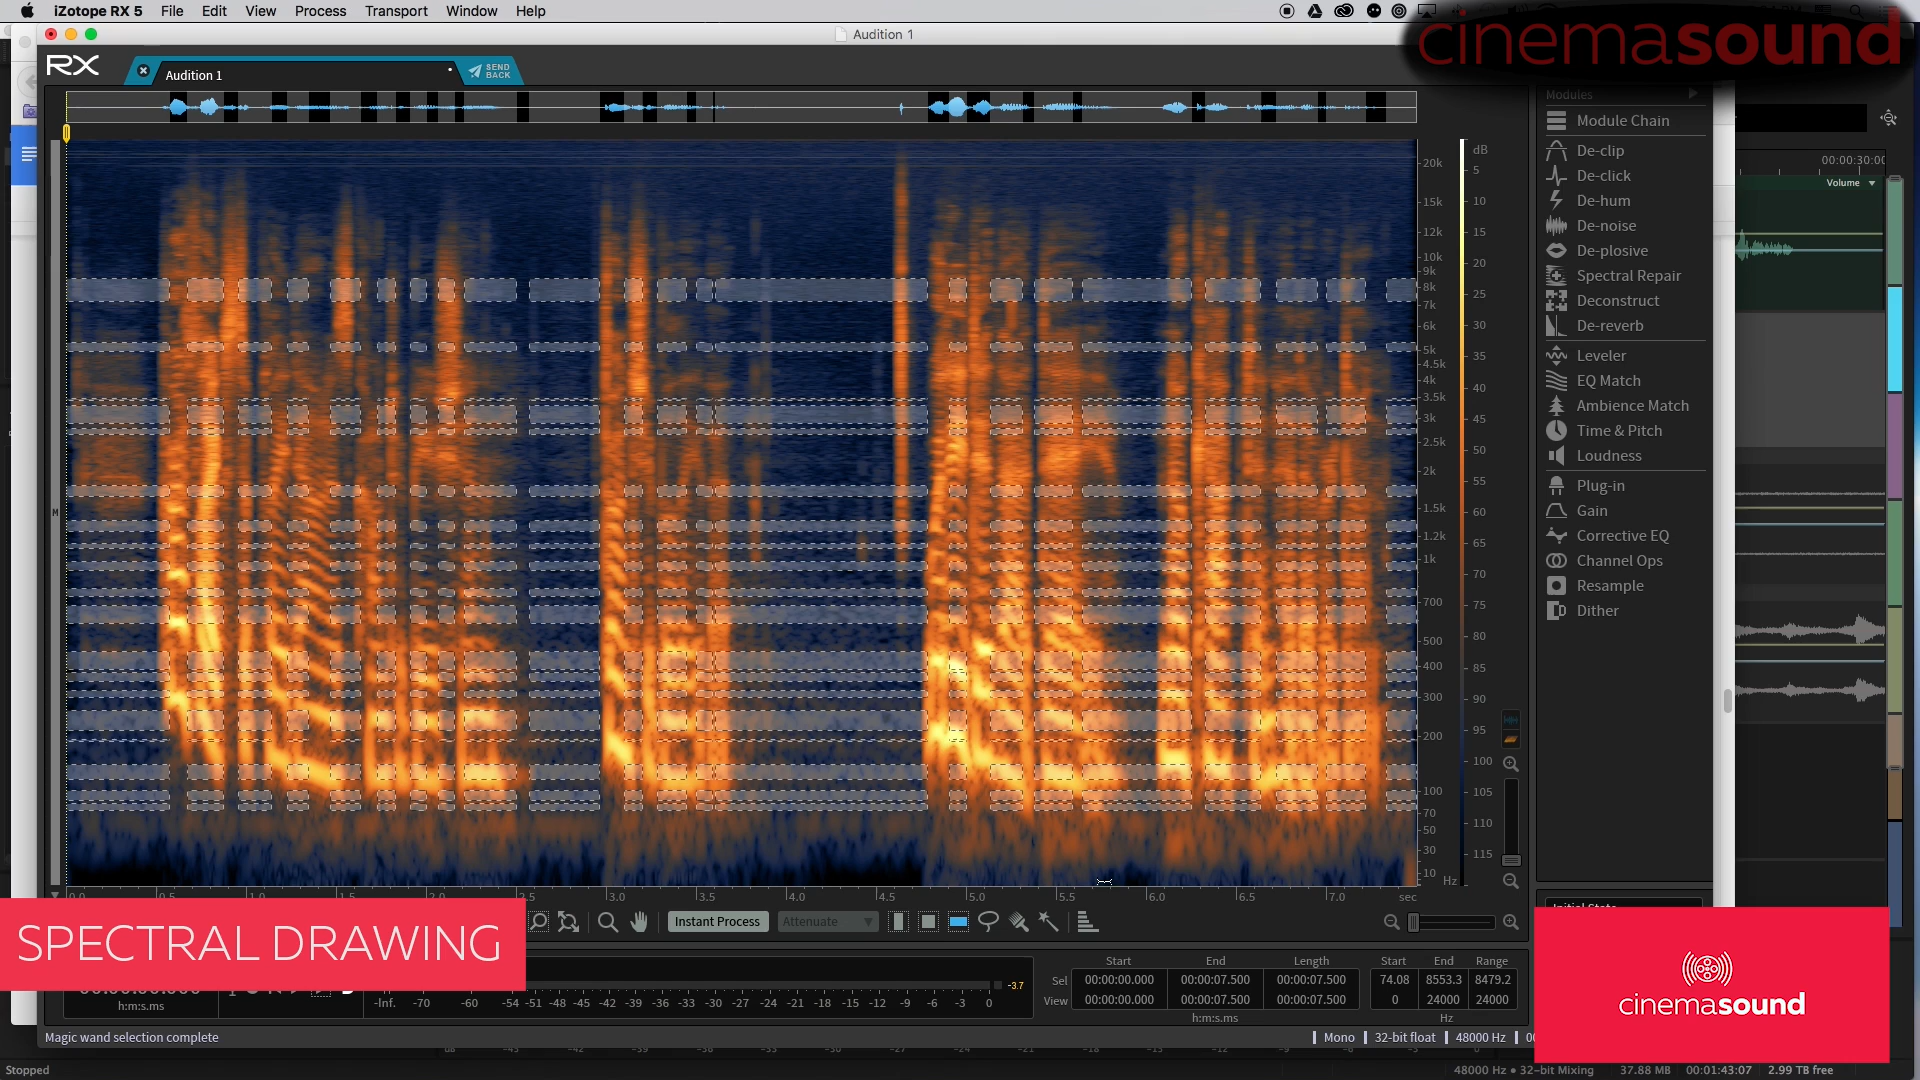 iZotope RX 5 File Edit View Process Transport Window Help
Audition 1
cinemasound
RX
Audition 1
SEND BACK
Modules
Module Chain
De-clip
De-click
De-hum
De-noise
De-plosive
Spectral Repair
Deconstruct
De-reverb
Leveler
EQ Match
Ambience Match
Time & Pitch
Loudness
Plug-in
Gain
Corrective EQ
Channel Ops
Resample
Dither
00:00:30:00
Volume
dB
5
10
15
20
25
30
35
40
45
50
55
60
65
70
75
80
85
90
95
100
105
110
115
20k
15k
12k
10k
9k
8k
7k
6k
5k
4.5k
4k
3.5k
3k
2.5k
2k
1.5k
1.2k
1k
700
500
400
300
200
100
70
50
30
10
Hz
M
0.0 0.5 1.0 1.5 2.0 2.5 3.0 3.5 4.0 4.5 5.0 5.5 6.0 6.5 7.0 sec
Instant Process Attenuate
SPECTRAL DRAWING
h:m:s.ms
-Inf. -70 -60 -54 -51 -48 -45 -42 -39 -36 -33 -30 -27 -24 -21 -18 -15 -12 -9 -6 -3 0
-3.7
Start End Length Start End Range
Sel 00:00:00.000 00:00:07.500 00:00:07.500 74.08 8553.3 8479.2
View 00:00:00.000 00:00:07.500 00:00:07.500 0 24000 24000
h:m:s.ms Hz
cinemasound
Magic wand selection complete
Mono 32-bit float 48000 Hz
Stopped
48000 Hz • 32-bit Mixing 37.88 MB 00:01:43:07 2.99 TB free